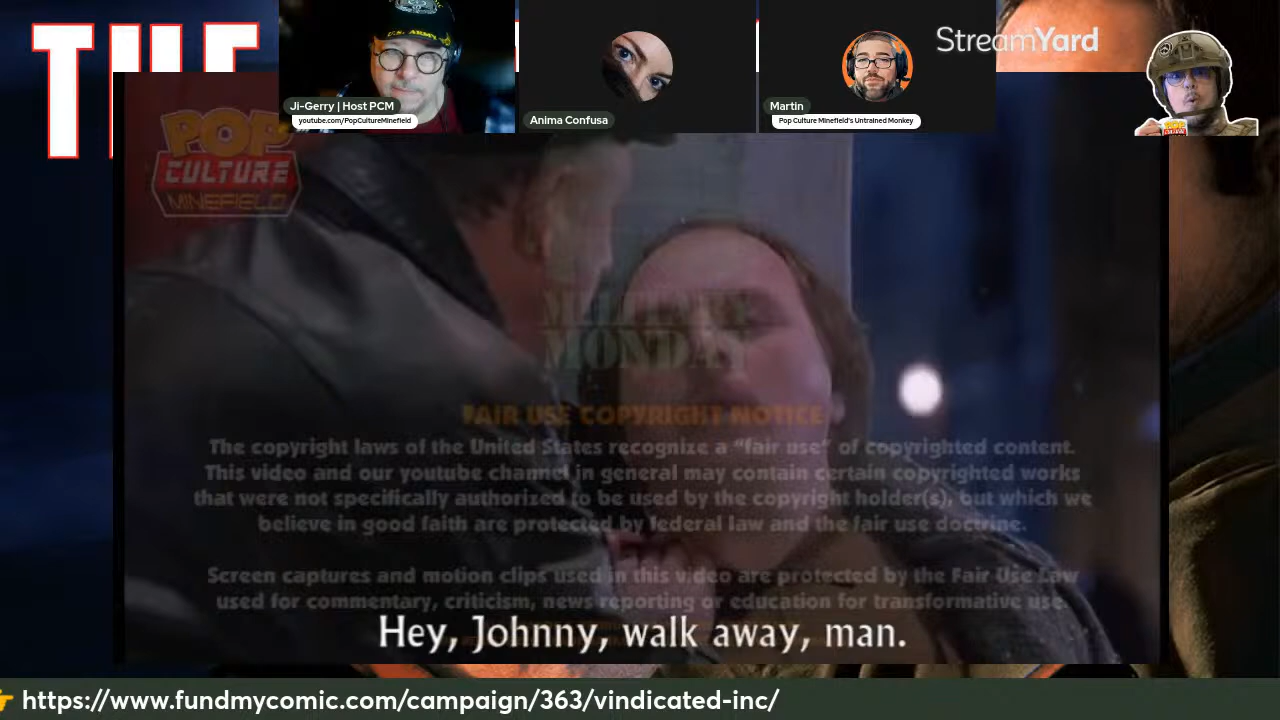 THE
StreamYard
Ji-Gerry | Host PCM
youtube.com/PopCultureMinefield
Anima Confusa
Martin
Pop Culture Minefield's Untrained Monkey
U.S. ARMY
POP
CULTURE
MINEFIELD
MILITARY
MONDAY
FAIR USE COPYRIGHT NOTICE
The copyright laws of the United States recognize a “fair use” of copyrighted content.
This video and our youtube channel in general may contain certain copyrighted works
that were not specifically authorized to be used by the copyright holder(s), but which we
believe in good faith are protected by federal law and the fair use doctrine.
Screen captures and motion clips used in this video are protected by the Fair Use Law
used for commentary, criticism, news reporting or education for transformative use.
Hey, Johnny, walk away, man.
https://www.fundmycomic.com/campaign/363/vindicated-inc/